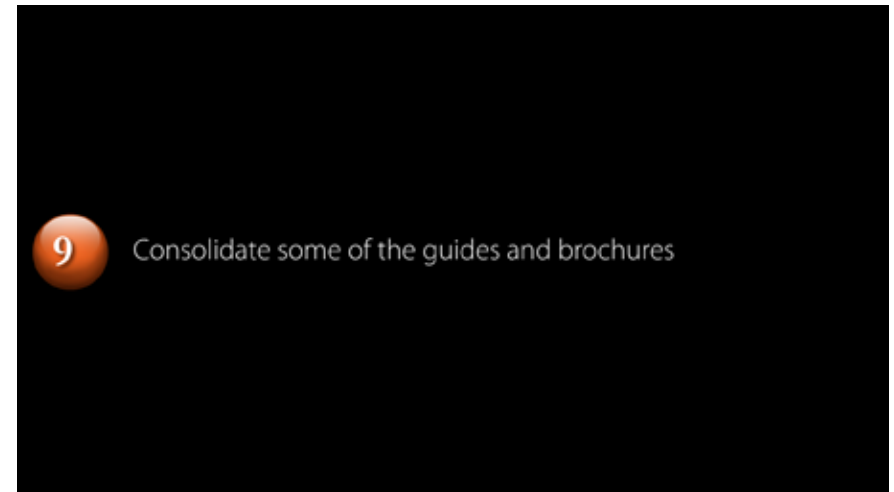 9 Consolidate some of the guides and brochures